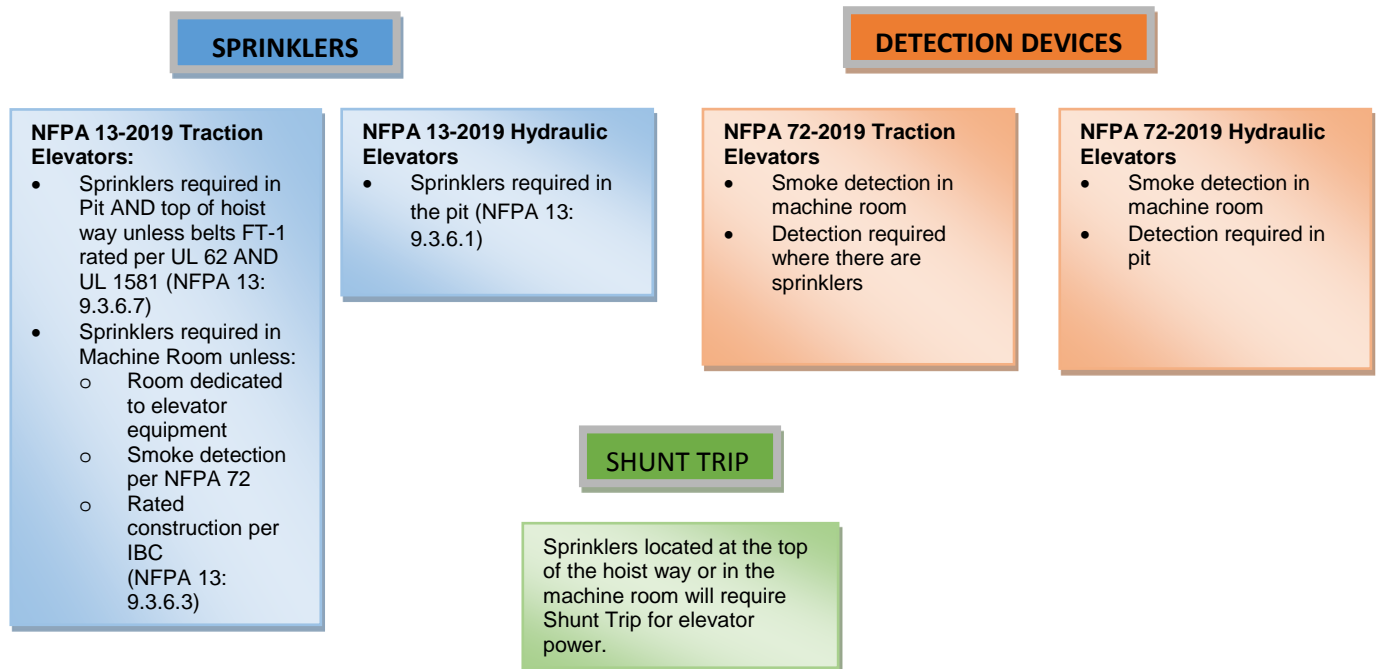 SPRINKLERS
DETECTION DEVICES
NFPA 13-2019 Traction
Elevators:
• Sprinklers required in
Pit AND top of hoist
way unless belts FT-1
rated per UL 62 AND
UL 1581 (NFPA 13:
9.3.6.7)
• Sprinklers required in
Machine Room unless:
o Room dedicated
to elevator
equipment
o Smoke detection
per NFPA 72
o Rated
construction per
IBC
(NFPA 13:
9.3.6.3)
NFPA 13-2019 Hydraulic
Elevators
• Sprinklers required in
the pit (NFPA 13:
9.3.6.1)
NFPA 72-2019 Traction
Elevators
• Smoke detection in
machine room
• Detection required
where there are
sprinklers
NFPA 72-2019 Hydraulic
Elevators
• Smoke detection in
machine room
• Detection required in
pit
SHUNT TRIP
Sprinklers located at the top
of the hoist way or in the
machine room will require
Shunt Trip for elevator
power.